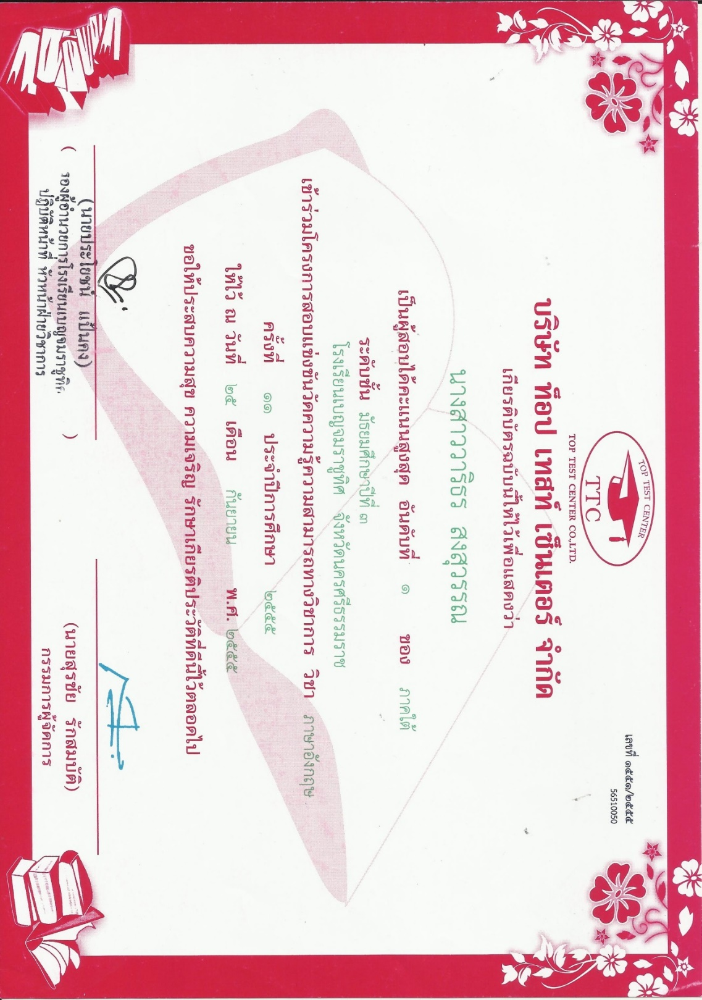 เลขที่ ๑๕๕๑/๒๕๕๕
56510050
TOP TEST CENTER
TTC
TOP TEST CENTER CO.,LTD.
บริษัท ท็อป เทสท์ เซ็นเตอร์ จำกัด
เกียรติบัตรฉบับนี้ให้ไว้เพื่อแสดงว่า
นางสาววาริธร สงสุวรรณ
เป็นผู้สอบได้คะแนนสูงสุด อันดับที่ ๑ ของ ภาคใต้
ระดับชั้น มัธยมศึกษาปีที่ ๓
โรงเรียนเบญจมราชูทิศ จังหวัดนครศรีธรรมราช
เข้าร่วมโครงการสอบแข่งขันวัดความรู้ความสามารถทางวิชาการ วิชา ภาษาอังกฤษ
ครั้งที่ ๑๑ ประจำปีการศึกษา ๒๕๕๕
ให้ไว้ ณ วันที่ ๒๕ เดือน กันยายน พ.ศ. ๒๕๕๕
ขอให้ประสบความสุข ความเจริญ รักษาเกียรติประวัติที่ดีนี้ไว้ตลอดไป
(นายประโยชน์ แป้นคง)
( รองผู้อำนวยการโรงเรียนเบญจมราชูทิศ )
ปฏิบัติหน้าที่ หัวหน้าฝ่ายวิชาการ
(นายสุรชัย รักสมบัติ)
กรรมการผู้จัดการ